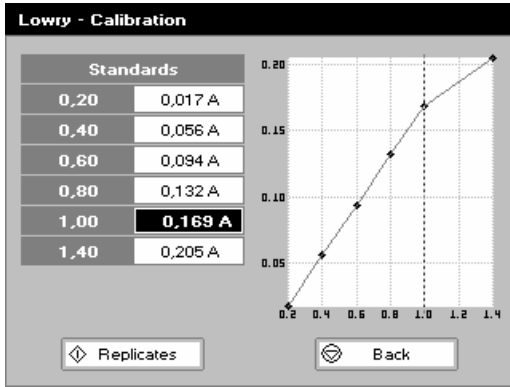 Lowry - Calibration
Standards
0,20 0,017 A
0,40 0,056 A
0,60 0,094 A
0,80 0,132 A
1,00 0,169 A
1,40 0,205 A
0.20
0.15
0.10
0.05
0.2 0.4 0.6 0.8 1.0 1.2 1.4
Replicates
Back